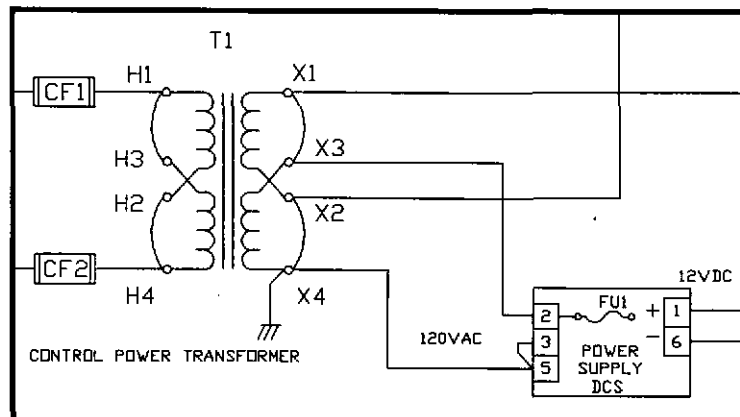 T1
H1
X1
CF1
H3
X3
H2
X2
CF2
H4
X4
12VDC
FU1
2
+
1
120VAC
3
-
6
5
POWER
SUPPLY
DCS
CONTROL POWER TRANSFORMER